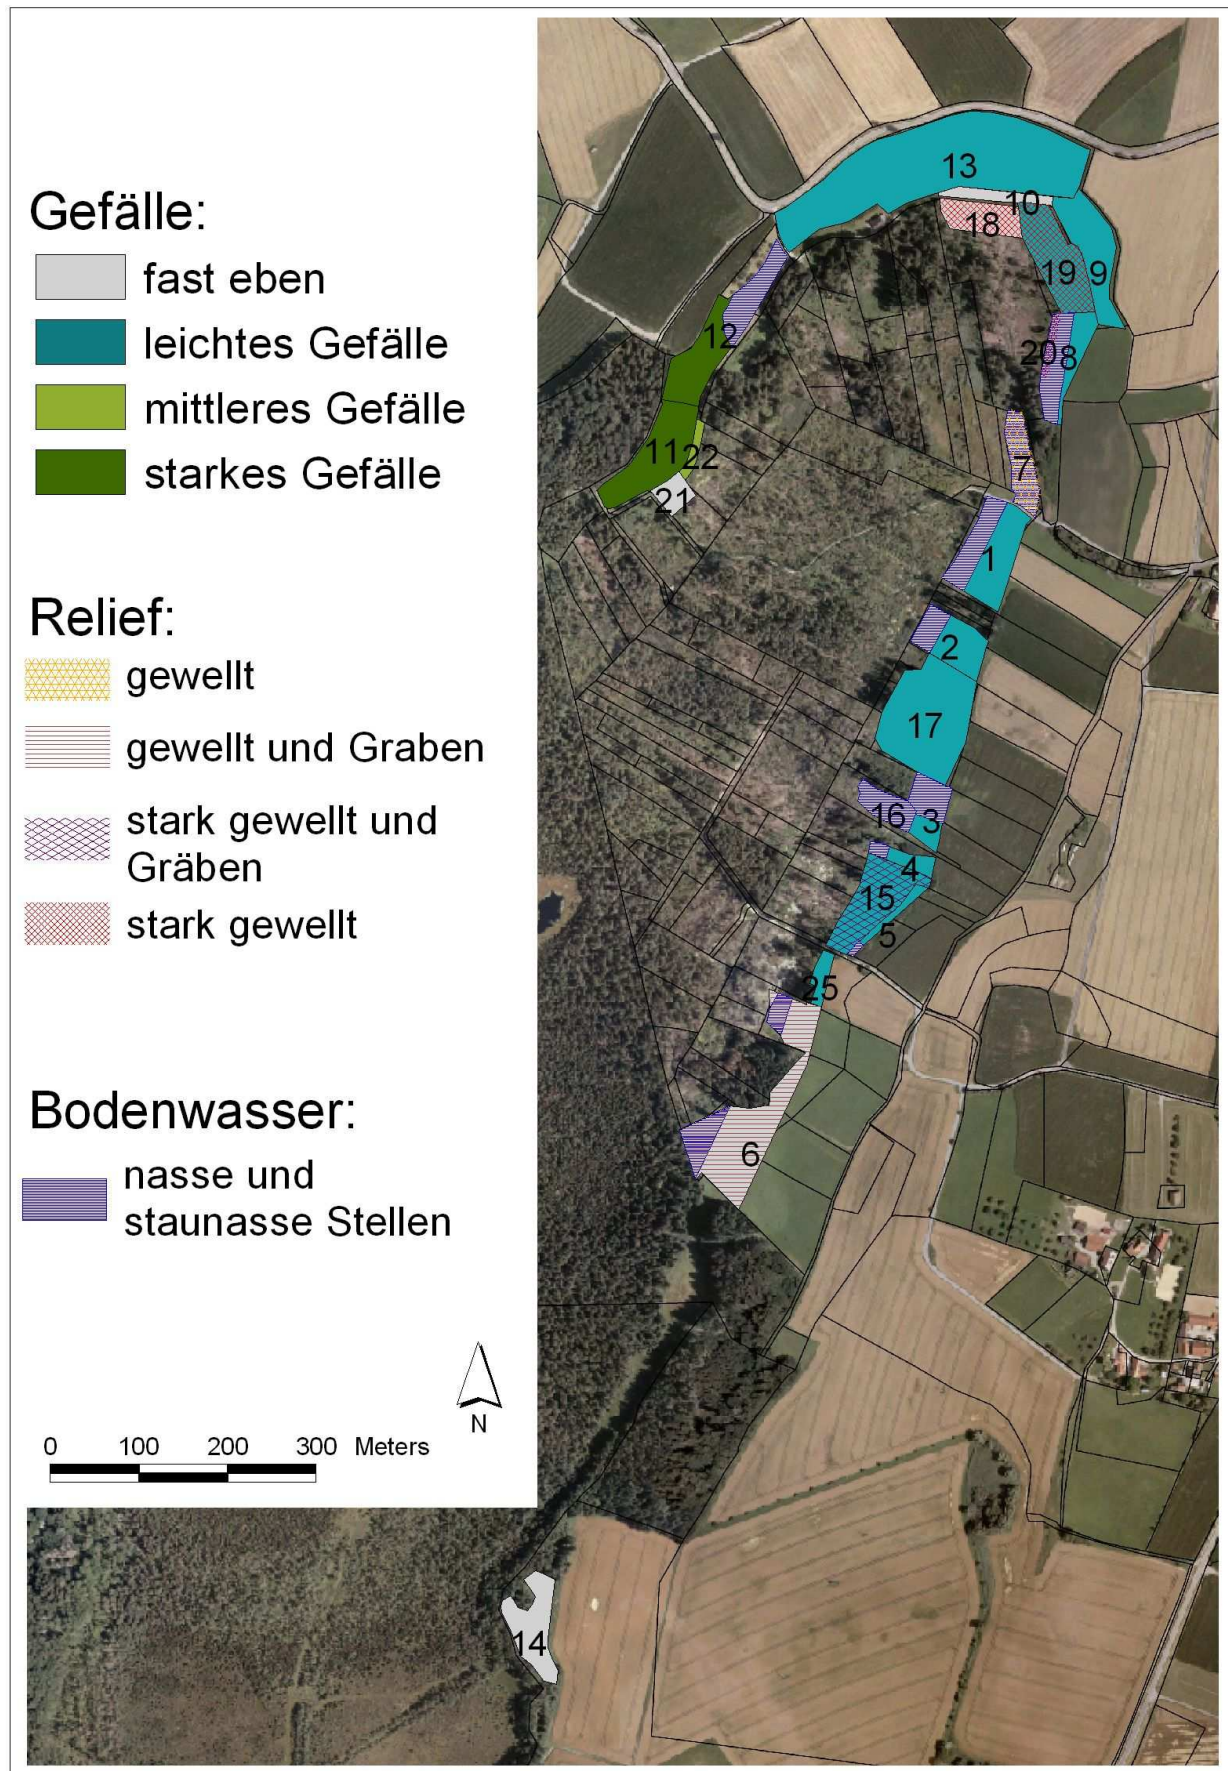 Gefälle:
fast eben
leichtes Gefälle
mittleres Gefälle
starkes Gefälle
Relief:
gewellt
gewellt und Graben
stark gewellt und
Gräben
stark gewellt
Bodenwasser:
nasse und
staunasse Stellen
N
0 100 200 300 Meters
13
10
18
19
9
12
20
8
11
22
7
21
1
2
17
16
3
4
15
5
25
6
14